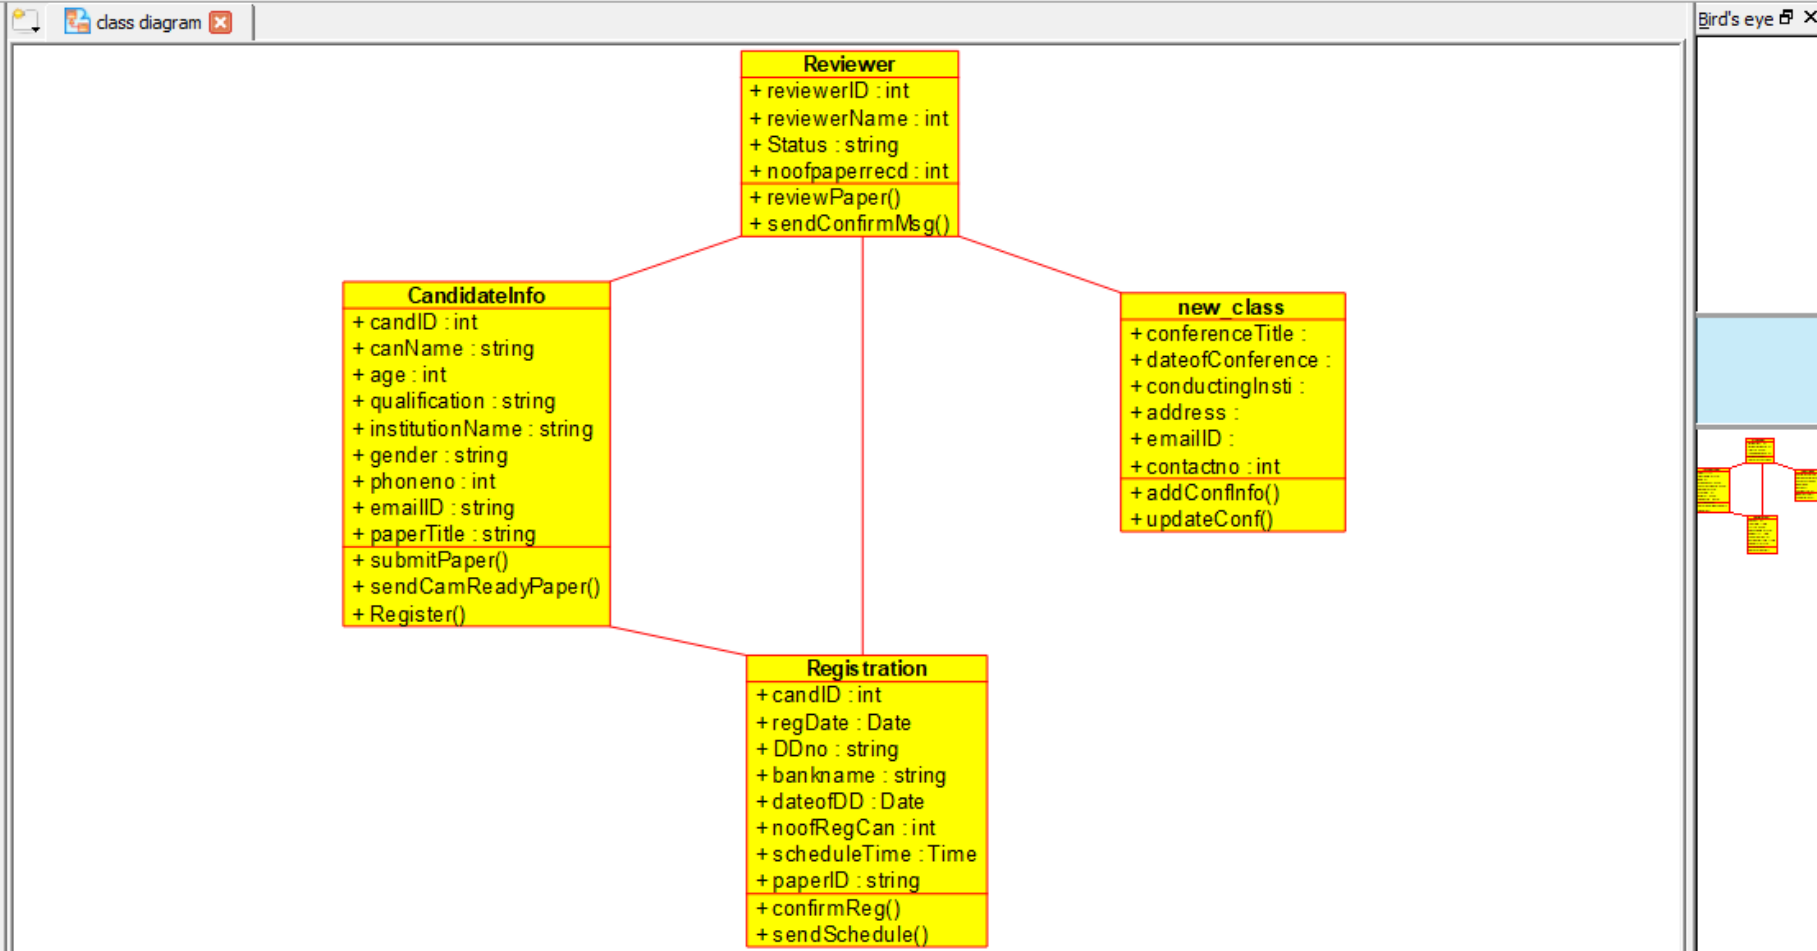 class diagram
Bird's eye
Reviewer
+ reviewerID : int
+ reviewerName : int
+ Status : string
+ noofpaperrecd : int
+ reviewPaper()
+ sendConfirmMsg()
CandidateInfo
+ candID : int
+ canName : string
+ age : int
+ qualification : string
+ institutionName : string
+ gender : string
+ phoneno : int
+ emailID : string
+ paperTitle : string
+ submitPaper()
+ sendCamReadyPaper()
+ Register()
new_class
+ conferenceTitle :
+ dateofConference :
+ conductingInsti :
+ address :
+ emailID :
+ contactno : int
+ addConfInfo()
+ updateConf()
Registration
+ candID : int
+ regDate : Date
+ DDno : string
+ bankname : string
+ dateofDD : Date
+ noofRegCan : int
+ scheduleTime : Time
+ paperID : string
+ confirmReg()
+ sendSchedule()